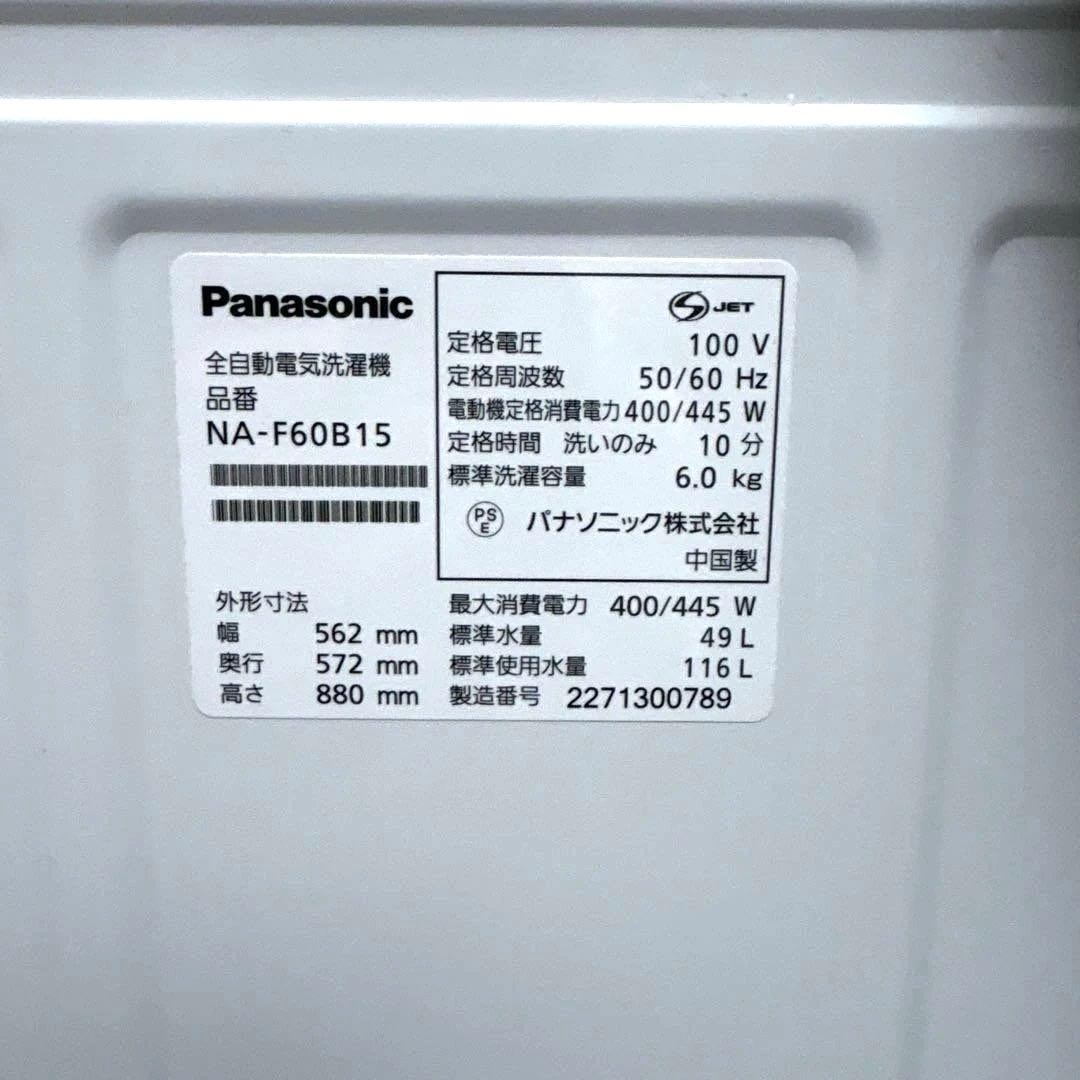 Panasonic
全自動電気洗濯機
品番
NA-F60B15
JET
定格電圧 100 V
定格周波数 50/60 Hz
電動機定格消費電力 400/445 W
定格時間 洗いのみ 10 分
標準洗濯容量 6.0 kg
PS
E
パナソニック株式会社
中国製
外形寸法
幅 562 mm
奥行 572 mm
高さ 880 mm
最大消費電力 400/445 W
標準水量 49 L
標準使用水量 116 L
製造番号 2271300789